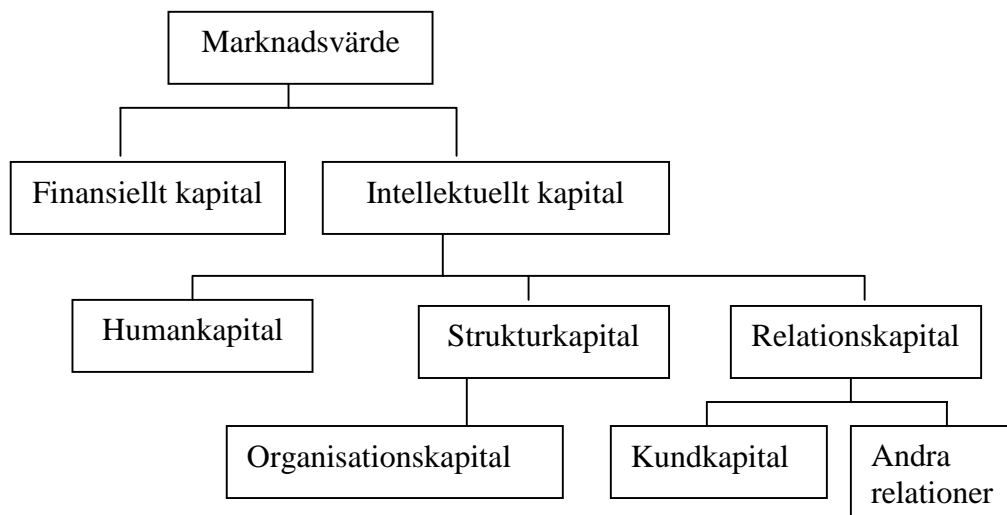 Marknadsvärde
Finansiellt kapital
Intellektuellt kapital
Humankapital
Strukturkapital
Relationskapital
Organisationskapital
Kundkapital
Andra
relationer